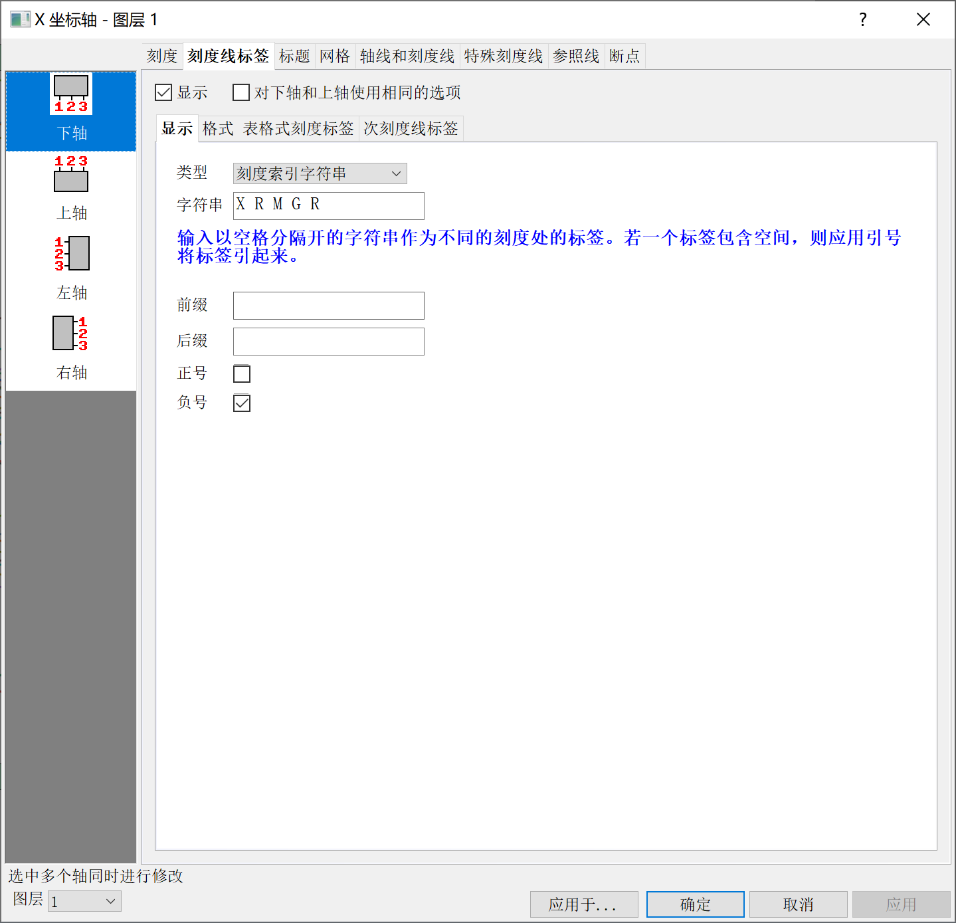 X 坐标轴 - 图层 1
?
刻度 刻度线标签 标题 网格 轴线和刻度线 特殊刻度线 参照线 断点
1 2 3
下轴
1 2 3
上轴
1
2
3
左轴
1
2
3
右轴
显示 对下轴和上轴使用相同的选项
显示 格式 表格式刻度标签 次刻度线标签
类型 刻度索引字符串
字符串 X R M G R
输入以空格分隔开的字符串作为不同的刻度处的标签。若一个标签包含空间，则应用引号
将标签引起来。
前缀
后缀
正号
负号
选中多个轴同时进行修改
图层 1
应用于... 确定 取消 应用